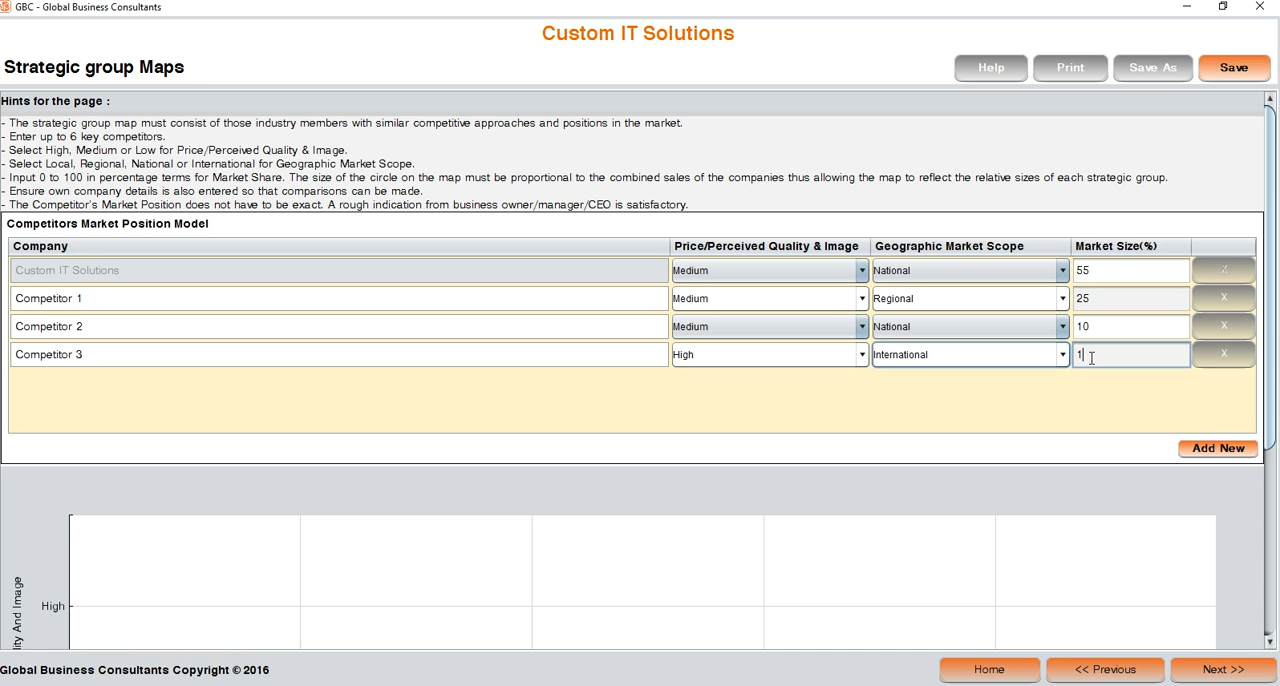 GBC - Global Business Consultants
Custom IT Solutions
Strategic group Maps
Help Print Save As Save
Hints for the page :
- The strategic group map must consist of those industry members with similar competitive approaches and positions in the market.
- Enter up to 6 key competitors.
- Select High, Medium or Low for Price/Perceived Quality & Image.
- Select Local, Regional, National or International for Geographic Market Scope.
- Input 0 to 100 in percentage terms for Market Share. The size of the circle on the map must be proportional to the combined sales of the companies thus allowing the map to reflect the relative sizes of each strategic group.
- Ensure own company details is also entered so that comparisons can be made.
- The Competitor's Market Position does not have to be exact. A rough indication from business owner/manager/CEO is satisfactory.
Competitors Market Position Model
Company Price/Perceived Quality & Image Geographic Market Scope Market Size(%)
Custom IT Solutions Medium National 55 X
Competitor 1 Medium Regional 25 X
Competitor 2 Medium National 10 X
Competitor 3 High International 1 X
Add New
High
lity And Image
Global Business Consultants Copyright © 2016
Home << Previous Next >>